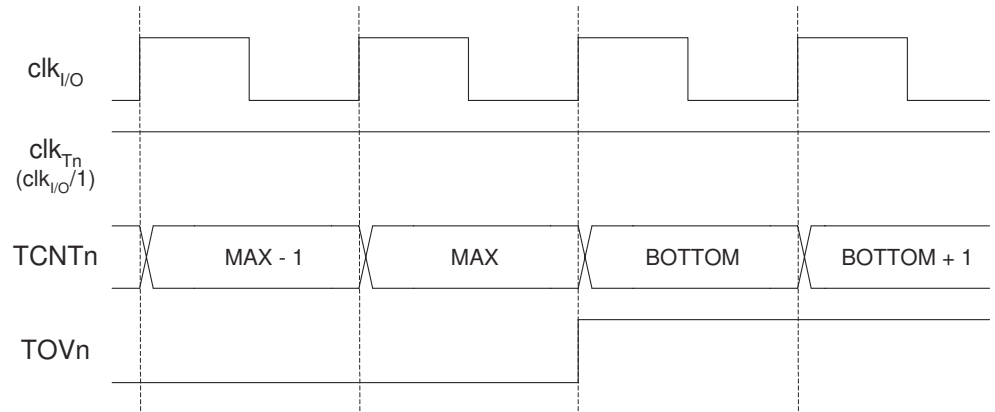 clkI/O
clkTn
(clkI/O/1)
TCNTn MAX - 1 MAX BOTTOM BOTTOM + 1
TOVn